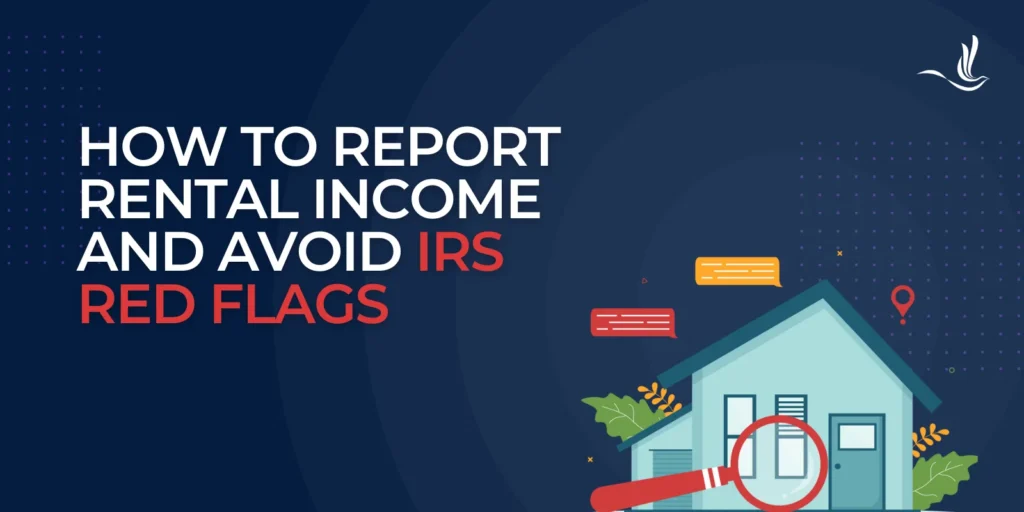 HOW TO REPORT
RENTAL INCOME
AND AVOID IRS
RED FLAGS